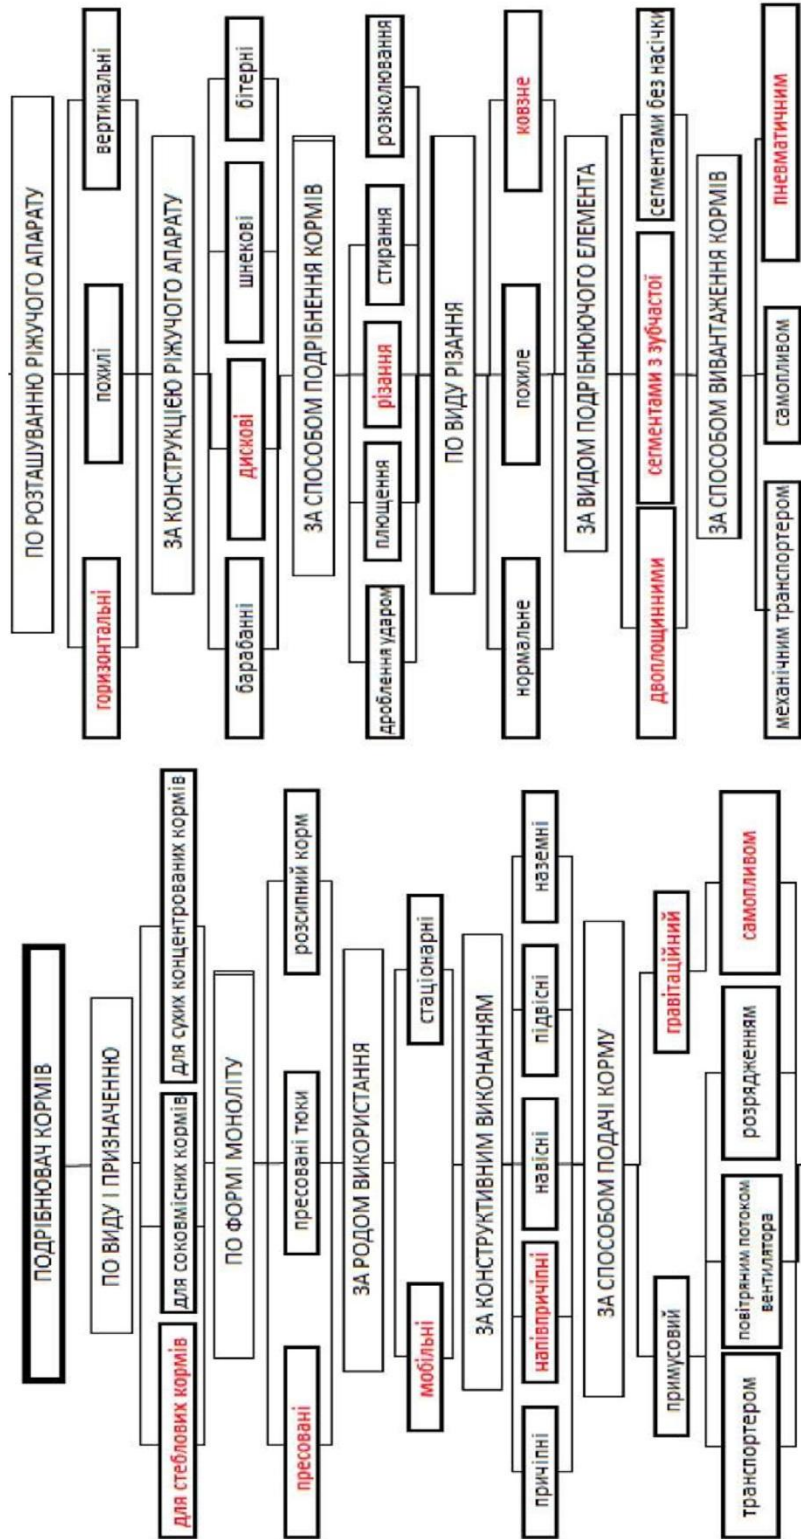 ПОДРІБНЮВАЧ КОРМІВ
ПО ВИДУ І ПРИЗНАЧЕННЮ
для стеблових кормів
для соковмісних кормів
для сухих концентрованих кормів
ПО ФОРМІ МОНОЛІТУ
пресовані
пресовані тюки
розсипний корм
ЗА РОДОМ ВИКОРИСТАННЯ
мобільні
стаціонарні
ЗА КОНСТРУКТИВНИМ ВИКОНАННЯМ
причіпні
напівпричіпні
навісні
підвісні
наземні
ЗА СПОСОБОМ ПОДАЧІ КОРМУ
примусовий
гравітаційний
транспортером
повітряним потоком
вентилятора
розрядженням
самопливом
ПО РОЗТАШУВАННЮ РІЖУЧОГО АПАРАТУ
горизонтальні
похилі
вертикальні
ЗА КОНСТРУКЦІЄЮ РІЖУЧОГО АПАРАТУ
барабанні
дискові
шнекові
бітерні
ЗА СПОСОБОМ ПОДРІБНЕННЯ КОРМІВ
дроблення ударом
плющення
різання
стирання
розколювання
ПО ВИДУ РІЗАННЯ
нормальне
похиле
ковзне
ЗА ВИДОМ ПОДРІБНЮЮЧОГО ЕЛЕМЕНТА
двоплощинними
сегментами з зубчастої
сегментами без насічки
ЗА СПОСОБОМ ВИВАНТАЖЕННЯ КОРМІВ
механічним транспортером
самопливом
пневматичним